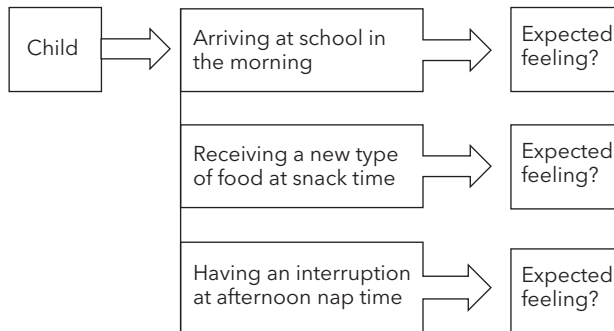 Child
Arriving at school in
the morning
Expected
feeling?
Receiving a new type
of food at snack time
Expected
feeling?
Having an interruption
at afternoon nap time
Expected
feeling?